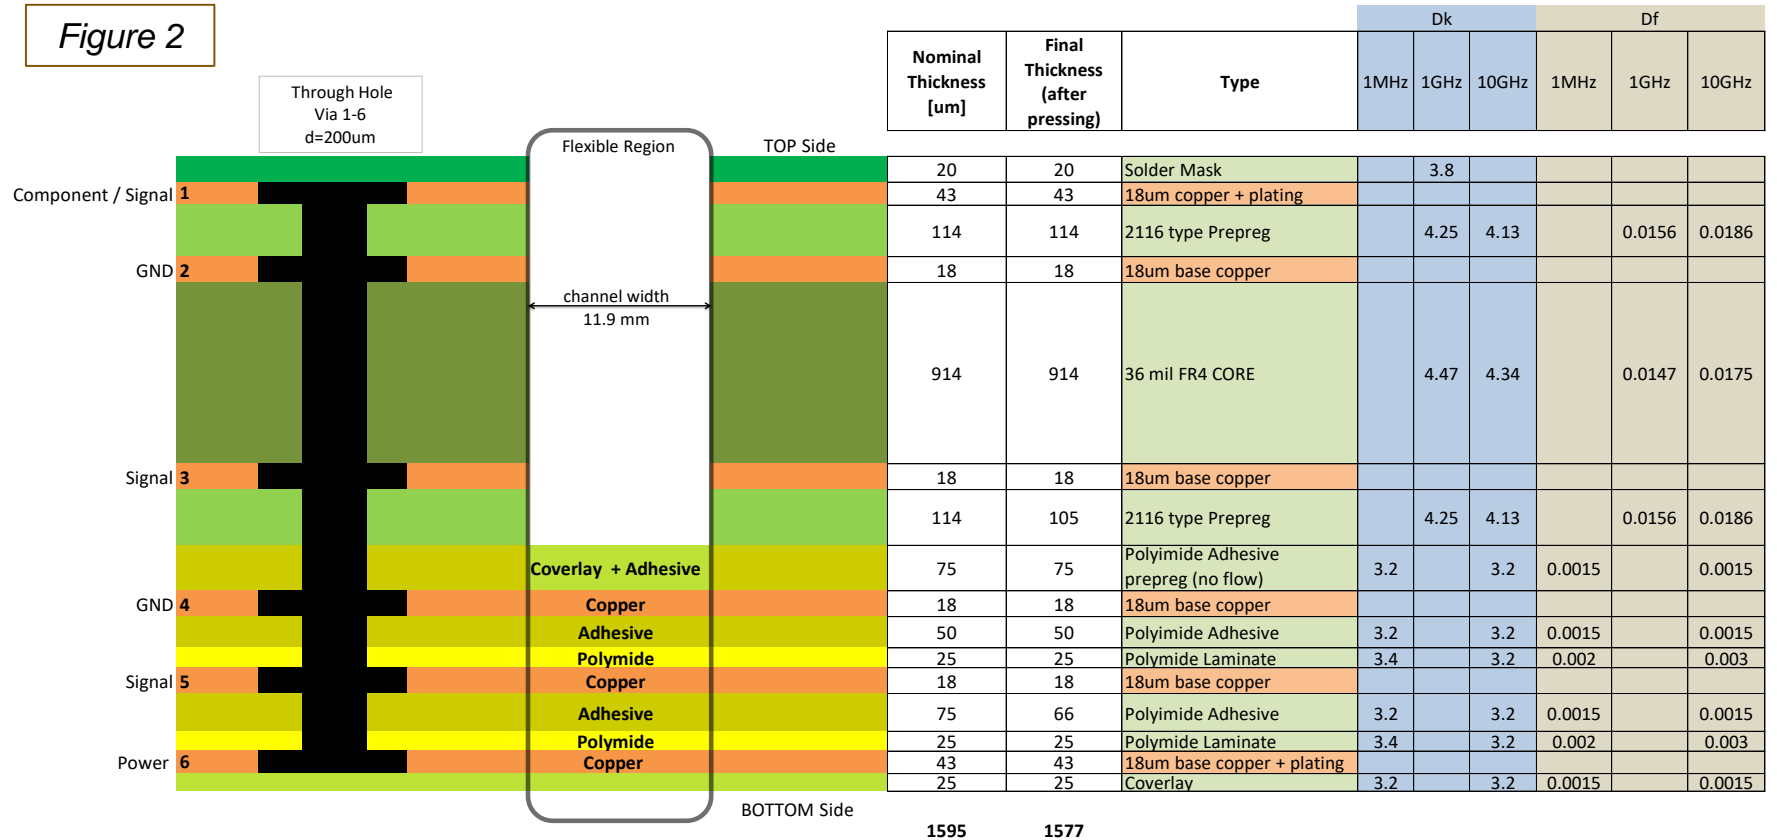 Figure 2
Through Hole
Via 1-6
d=200um
Flexible Region
TOP Side
Dk
Df
Nominal Thickness [um]
Final Thickness (after pressing)
Type
1MHz 1GHz 10GHz 1MHz 1GHz 10GHz
20 20 Solder Mask 3.8
Component / Signal 1 43 43 18um copper + plating
114 114 2116 type Prepreg 4.25 4.13 0.0156 0.0186
GND 2 18 18 18um base copper
channel width
11.9 mm
914 914 36 mil FR4 CORE 4.47 4.34 0.0147 0.0175
Signal 3 18 18 18um base copper
114 105 2116 type Prepreg 4.25 4.13 0.0156 0.0186
Coverlay + Adhesive 75 75 Polyimide Adhesive prepreg (no flow) 3.2 3.2 0.0015 0.0015
GND 4 Copper 18 18 18um base copper
Adhesive 50 50 Polyimide Adhesive 3.2 3.2 0.0015 0.0015
Polymide 25 25 Polymide Laminate 3.4 3.2 0.002 0.003
Signal 5 Copper 18 18 18um base copper
Adhesive 75 66 Polyimide Adhesive 3.2 3.2 0.0015 0.0015
Polymide 25 25 Polymide Laminate 3.4 3.2 0.002 0.003
Power 6 Copper 43 43 18um base copper + plating
25 25 Coverlay 3.2 3.2 0.0015 0.0015
BOTTOM Side
1595 1577